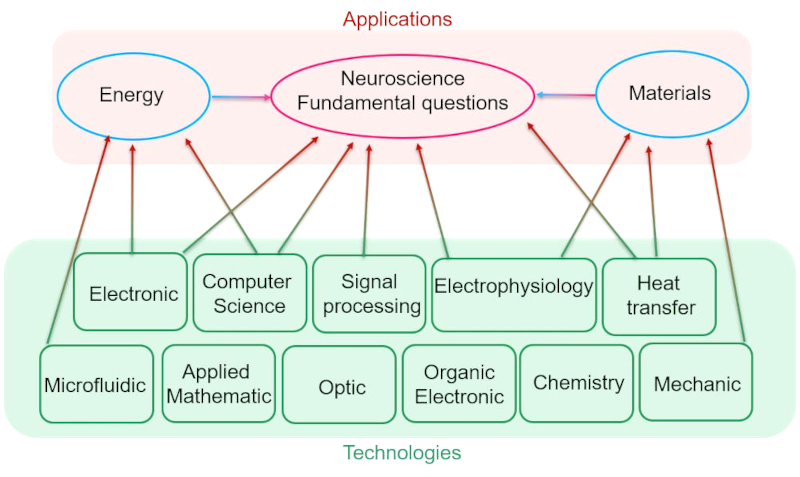 Applications
Energy
Neuroscience
Fundamental questions
Materials
Electronic
Computer
Science
Signal
processing
Electrophysiology
Heat
transfer
Microfluidic
Applied
Mathematic
Optic
Organic
Electronic
Chemistry
Mechanic
Technologies